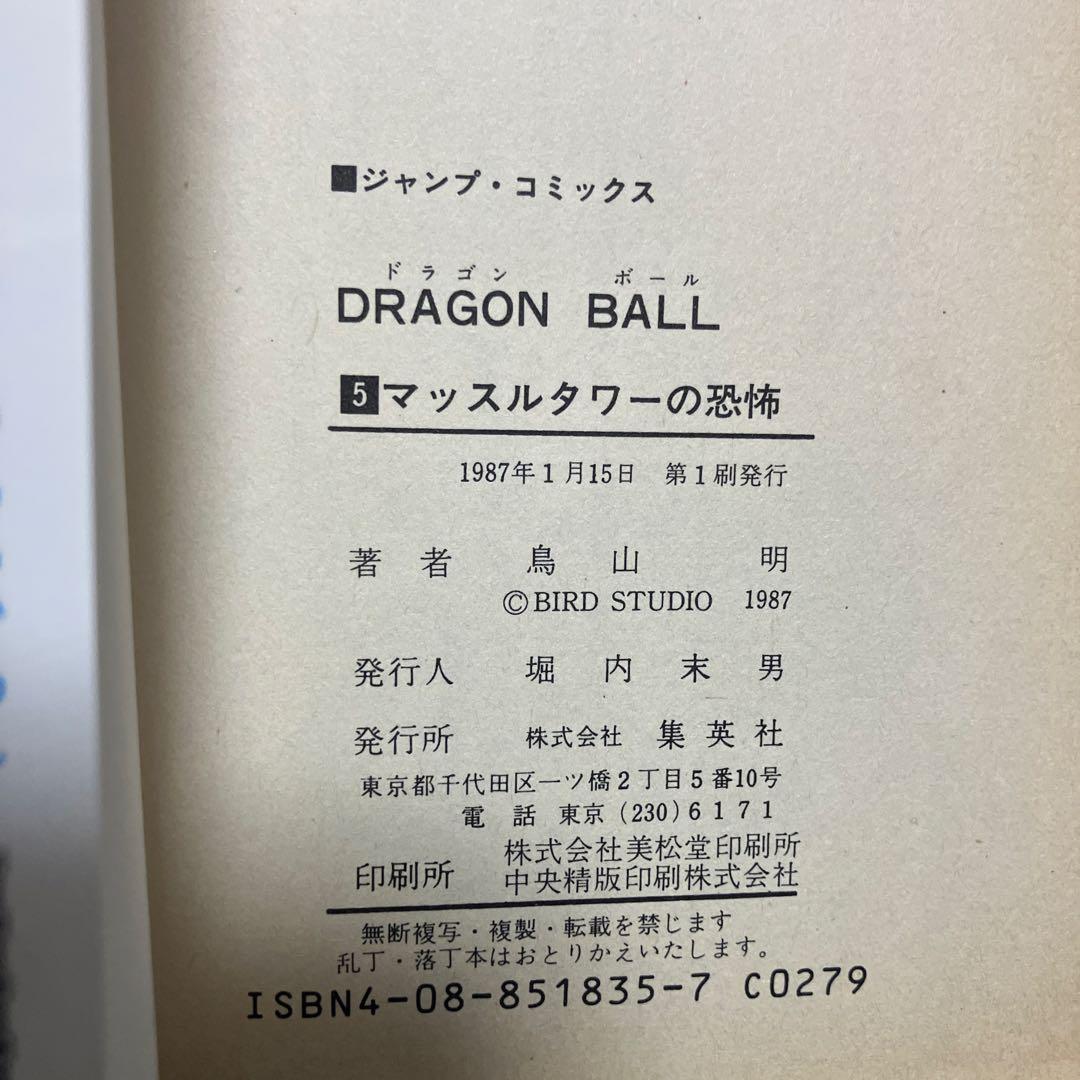 ■ジャンプ・コミックス
ドラゴン ボール
DRAGON BALL
5 マッスルタワーの恐怖
1987年1月15日 第1刷発行
著者 鳥山 明
©BIRD STUDIO 1987
発行人 堀内末男
発行所 株式会社 集英社
東京都千代田区一ツ橋2丁目5番10号
電話 東京(230)6171
印刷所 株式会社美松堂印刷所
中央精版印刷株式会社
無断複写・複製・転載を禁じます
乱丁・落丁本はおとりかえいたします。
ISBN4-08-851835-7 C0279